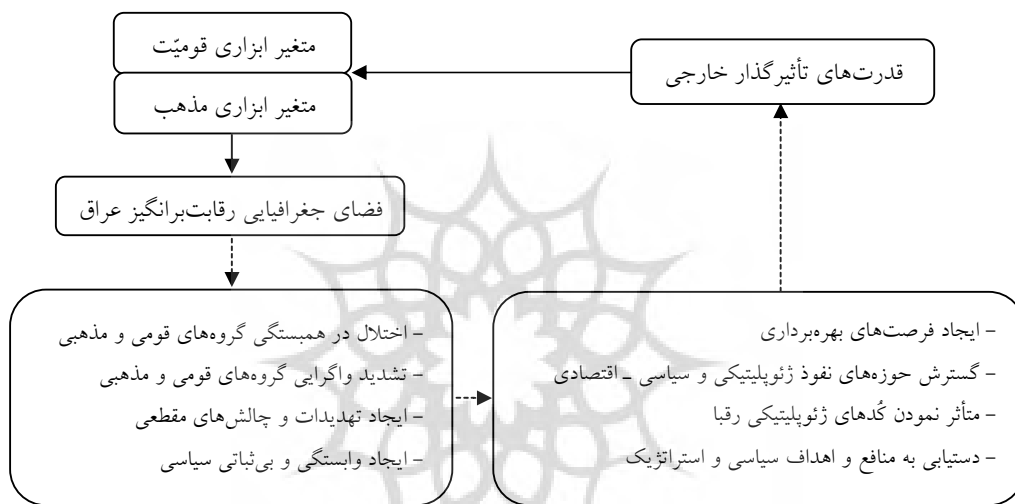 متغیر ابزاری قومیّت
قدرت‌های تأثیرگذار خارجی
متغیر ابزاری مذهب
فضای جغرافیایی رقابت‌برانگیز عراق
– ایجاد فرصت‌های بهره‌برداری
– گسترش حوزه‌های نفوذ ژئوپلیتیکی و سیاسی ـ اقتصادی
– متأثر نمودن کُدهای ژئوپلیتیکی رقبا
– دستیابی به منافع و اهداف سیاسی و استراتژیک
– اختلال در همبستگی گروه‌های قومی و مذهبی
– تشدید واگرایی گروه‌های قومی و مذهبی
– ایجاد تهدیدات و چالش‌های مقطعی
– ایجاد وابستگی و بی‌ثباتی سیاسی